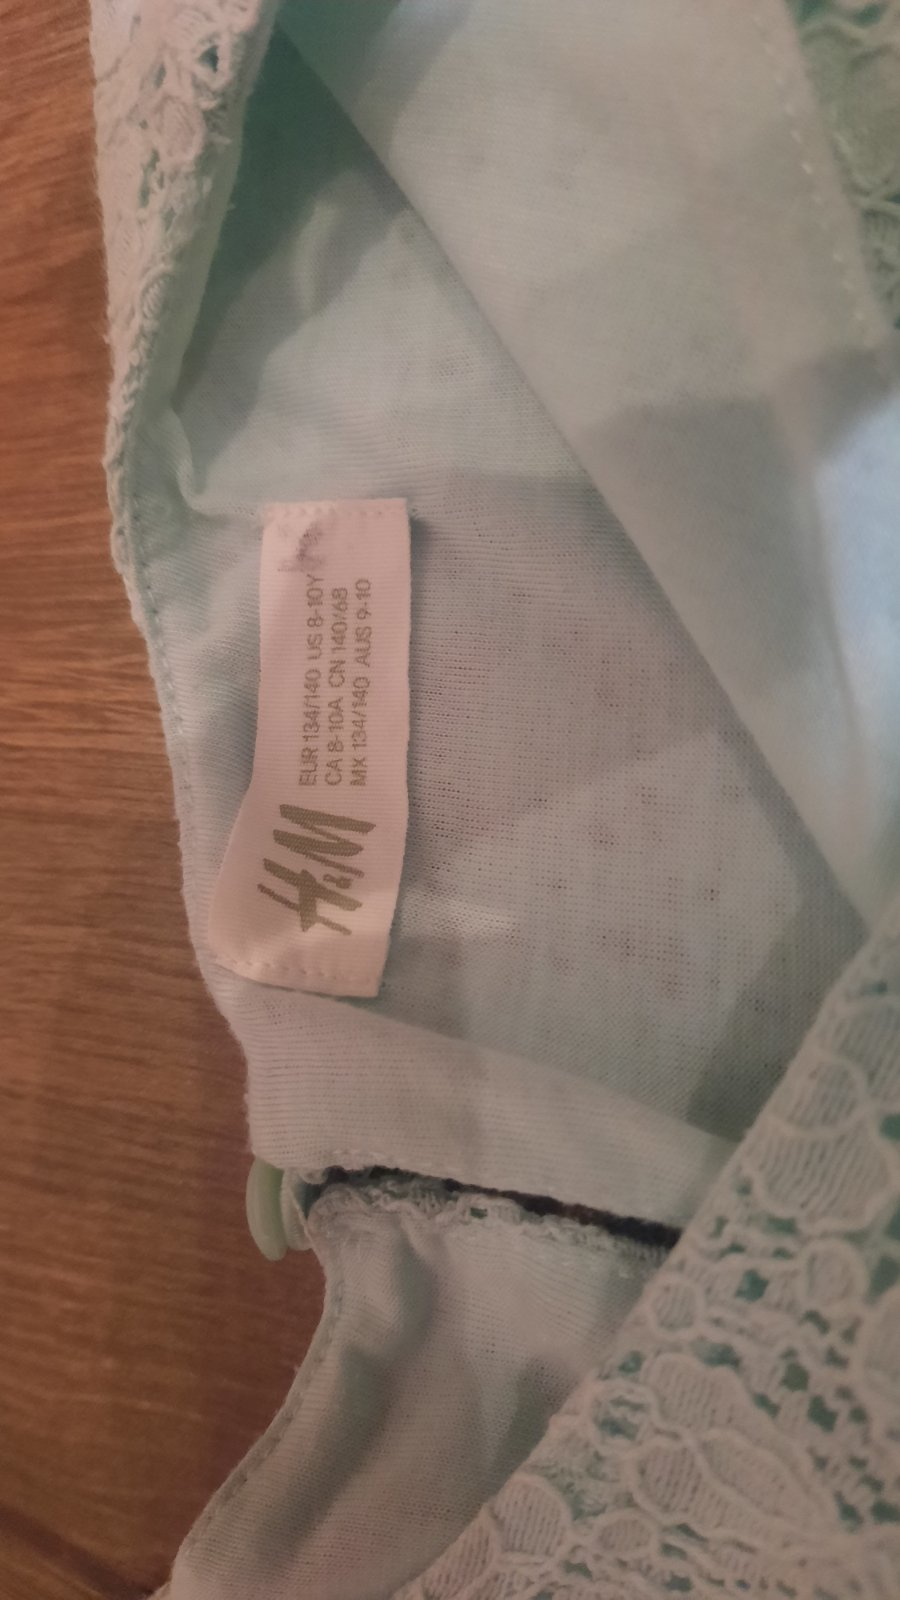 H&M
EUR 134/140 US 8-10Y
CA 8-10A CN 140/68
MX 134/140 AUS 9-10